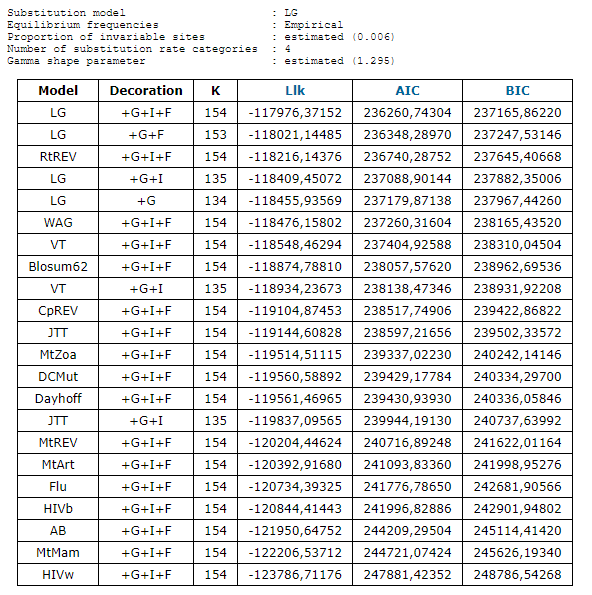 Substitution model : LG
Equilibrium frequencies : Empirical
Proportion of invariable sites : estimated (0.006)
Number of substitution rate categories : 4
Gamma shape parameter : estimated (1.295)
Model Decoration K Llk AIC BIC
LG +G+I+F 154 -117976,37152 236260,74304 237165,86220
LG +G+F 153 -118021,14485 236348,28970 237247,53146
RtREV +G+I+F 154 -118216,14376 236740,28752 237645,40668
LG +G+I 135 -118409,45072 237088,90144 237882,35006
LG +G 134 -118455,93569 237179,87138 237967,44260
WAG +G+I+F 154 -118476,15802 237260,31604 238165,43520
VT +G+I+F 154 -118548,46294 237404,92588 238310,04504
Blosum62 +G+I+F 154 -118874,78810 238057,57620 238962,69536
VT +G+I 135 -118934,23673 238138,47346 238931,92208
CpREV +G+I+F 154 -119104,87453 238517,74906 239422,86822
JTT +G+I+F 154 -119144,60828 238597,21656 239502,33572
MtZoa +G+I+F 154 -119514,51115 239337,02230 240242,14146
DCMut +G+I+F 154 -119560,58892 239429,17784 240334,29700
Dayhoff +G+I+F 154 -119561,46965 239430,93930 240336,05846
JTT +G+I 135 -119837,09565 239944,19130 240737,63992
MtREV +G+I+F 154 -120204,44624 240716,89248 241622,01164
MtArt +G+I+F 154 -120392,91680 241093,83360 241998,95276
Flu +G+I+F 154 -120734,39325 241776,78650 242681,90566
HIVb +G+I+F 154 -120844,41443 241996,82886 242901,94802
AB +G+I+F 154 -121950,64752 244209,29504 245114,41420
MtMam +G+I+F 154 -122206,53712 244721,07424 245626,19340
HIVw +G+I+F 154 -123786,71176 247881,42352 248786,54268